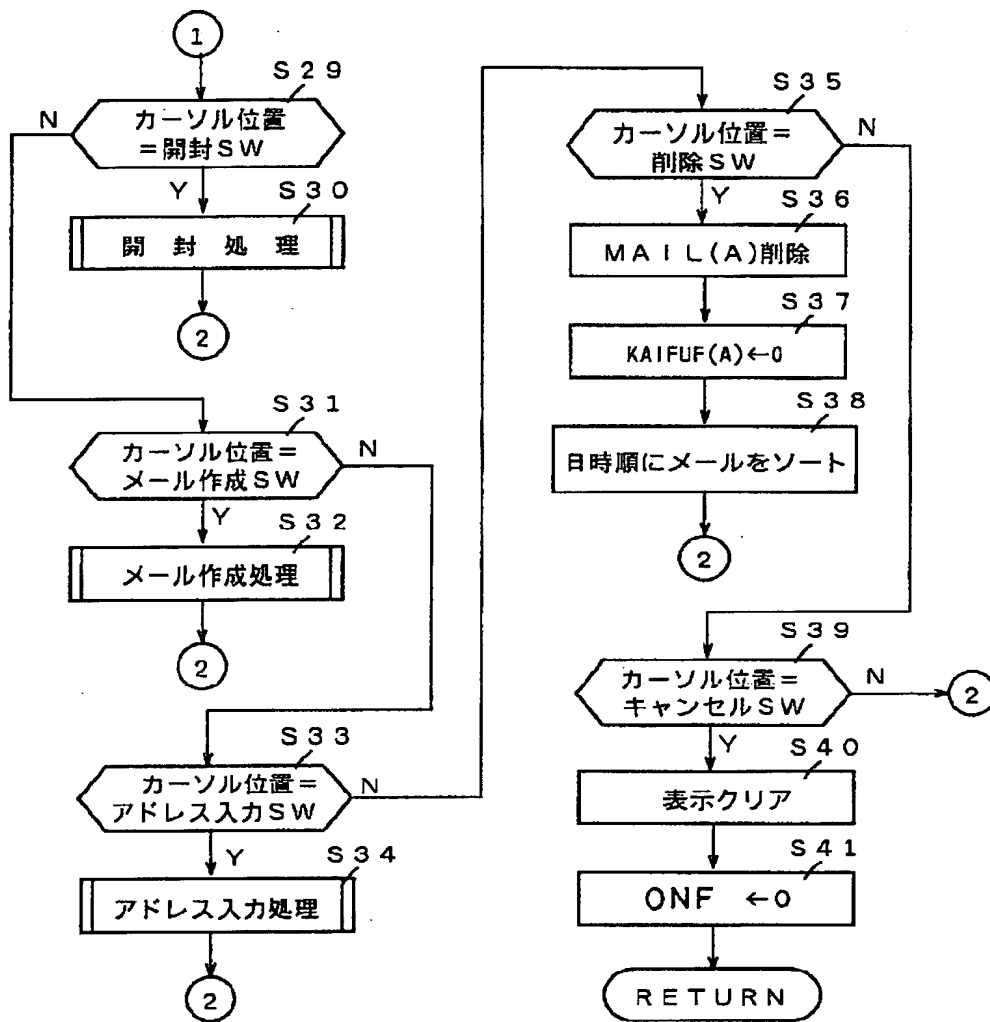 1
S29
N
カーソル位置
=開封SW
Y
S30
開封処理
2
S31
カーソル位置=
メール作成SW
N
Y
S32
メール作成処理
2
S33
カーソル位置=
アドレス入力SW
N
Y
S34
アドレス入力処理
2
S35
カーソル位置=
削除SW
N
Y
S36
MAIL(A)削除
S37
KAIFUF(A)←0
S38
日時順にメールをソート
2
S39
カーソル位置=
キャンセルSW
N
2
Y
S40
表示クリア
S41
ONF ←0
RETURN